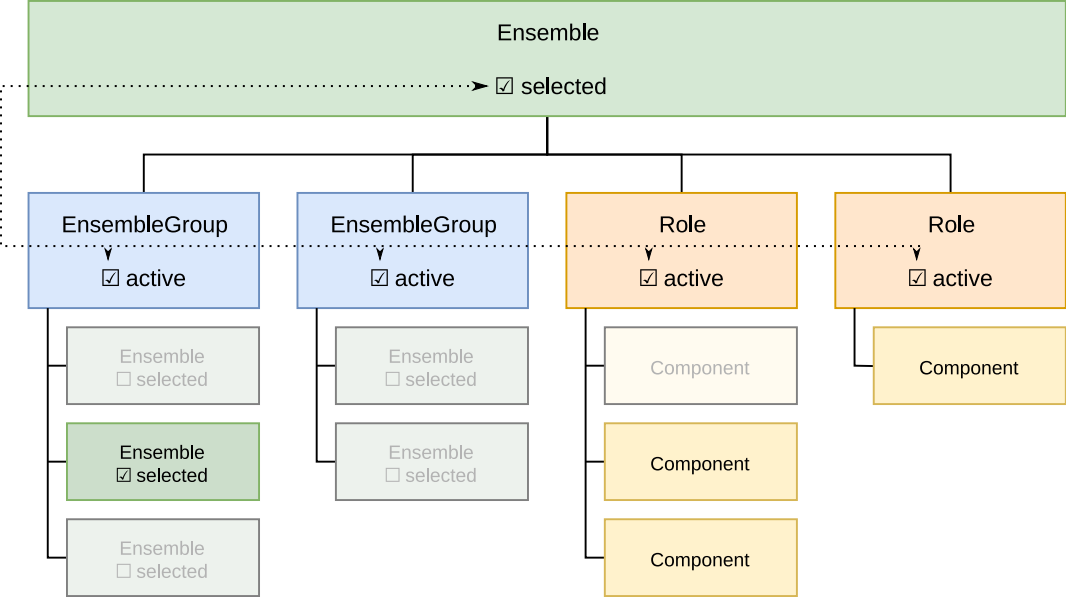 Ensemble
☑ selected
EnsembleGroup
☑ active
EnsembleGroup
☑ active
Role
☑ active
Role
☑ active
Ensemble
☐ selected
Ensemble
☑ selected
Ensemble
☐ selected
Ensemble
☐ selected
Ensemble
☐ selected
Component
Component
Component
Component